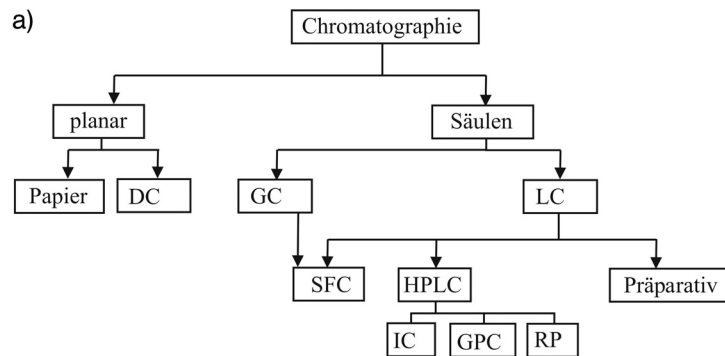 a)
Chromatographie
planar
Säulen
Papier
DC
GC
LC
SFC
HPLC
Präparativ
IC
GPC
RP